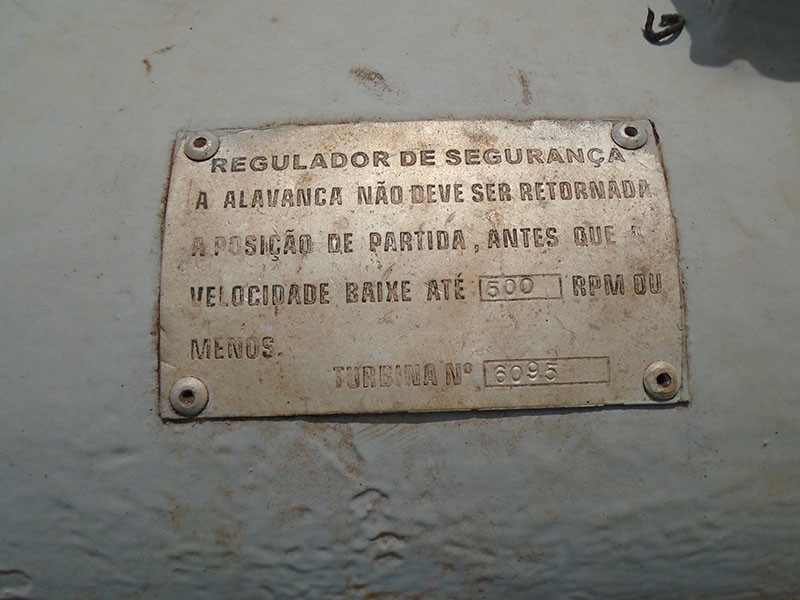 REGULADOR DE SEGURANÇA
A ALAVANCA NÃO DEVE SER RETORNADA
A POSIÇÃO DE PARTIDA, ANTES QUE
VELOCIDADE BAIXE ATÉ 500 RPM OU
MENOS.
TURBINA Nº 6095